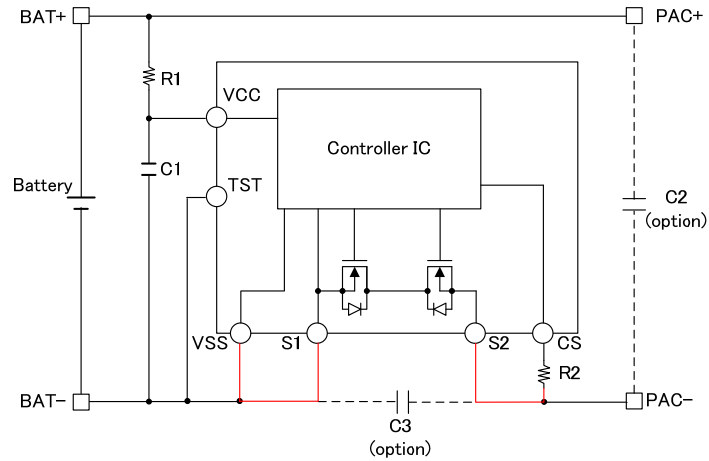 BAT+
PAC+
R1
VCC
Controller IC
C1
TST
Battery
C2
(option)
VSS
S1
S2
CS
R2
BAT−
PAC−
C3
(option)